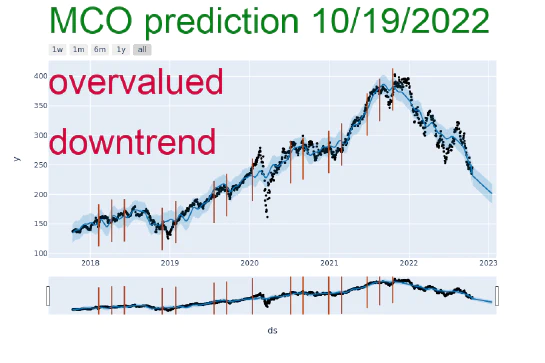 MCO prediction 10/19/2022
1w 1m 6m 1y all
overvalued
downtrend
400
350
300
250
200
150
100
y
2018 2019 2020 2021 2022 2023
ds